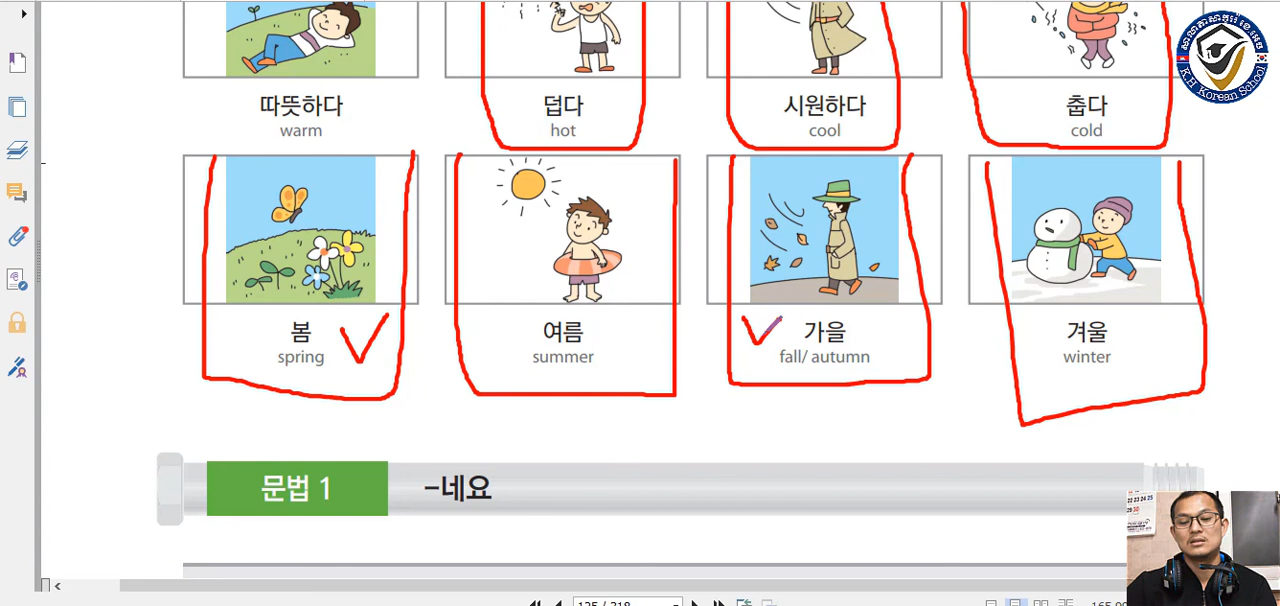 따뜻하다
warm
덥다
hot
시원하다
cool
춥다
cold
봄
spring
여름
summer
가을
fall/ autumn
겨울
winter
문법 1
-네요
K.H Korean School